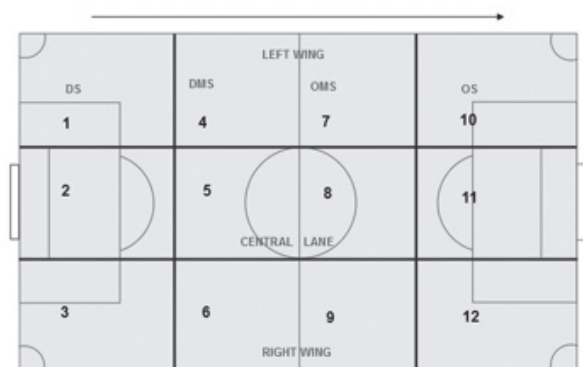 LEFT WING
DS DMS OMS OS
1 4 7 10
2 5 8 11
CENTRAL LANE
3 6 9 12
RIGHT WING